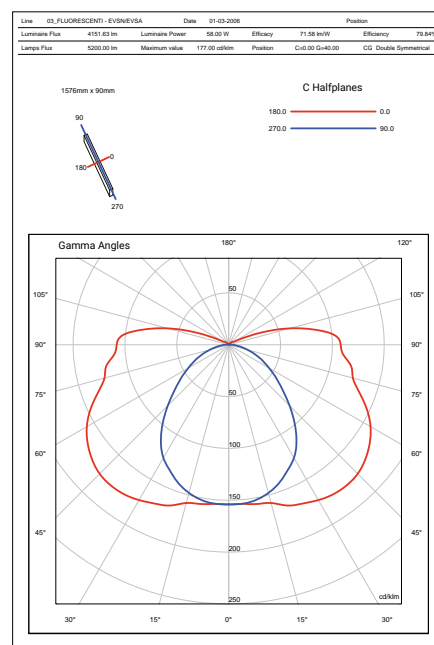 Line 03_FLUORESCENTI - EVSN/EVSA Date 01-03-2006 Position
Luminaire Flux 4151.63 lm Luminaire Power 58.00 W Efficacy 71.58 lm/W Efficiency 79.84%
Lamps Flux 5200.00 lm Maximum value 177.00 cd/klm Position C=0.00 G=40.00 CG Double Symmetrical
1576mm x 90mm
C Halfplanes
180.0 0.0
270.0 90.0
90
0
180
270
Gamma Angles
180°
120°
50
105° 105°
90° 90°
50
75° 75°
100
60° 60°
150
45° 45°
200
250
cd/klm
30° 15° 0° 15° 30°